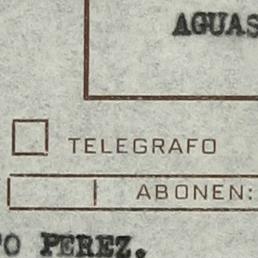 AGUAS
TELEGRAFO
ABONEN:
O PEREZ.